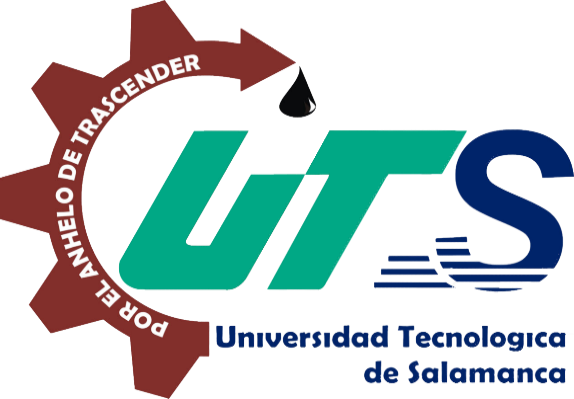 POR EL ANHELO DE TRASCENDER
UTS
Universidad Tecnologica
de Salamanca